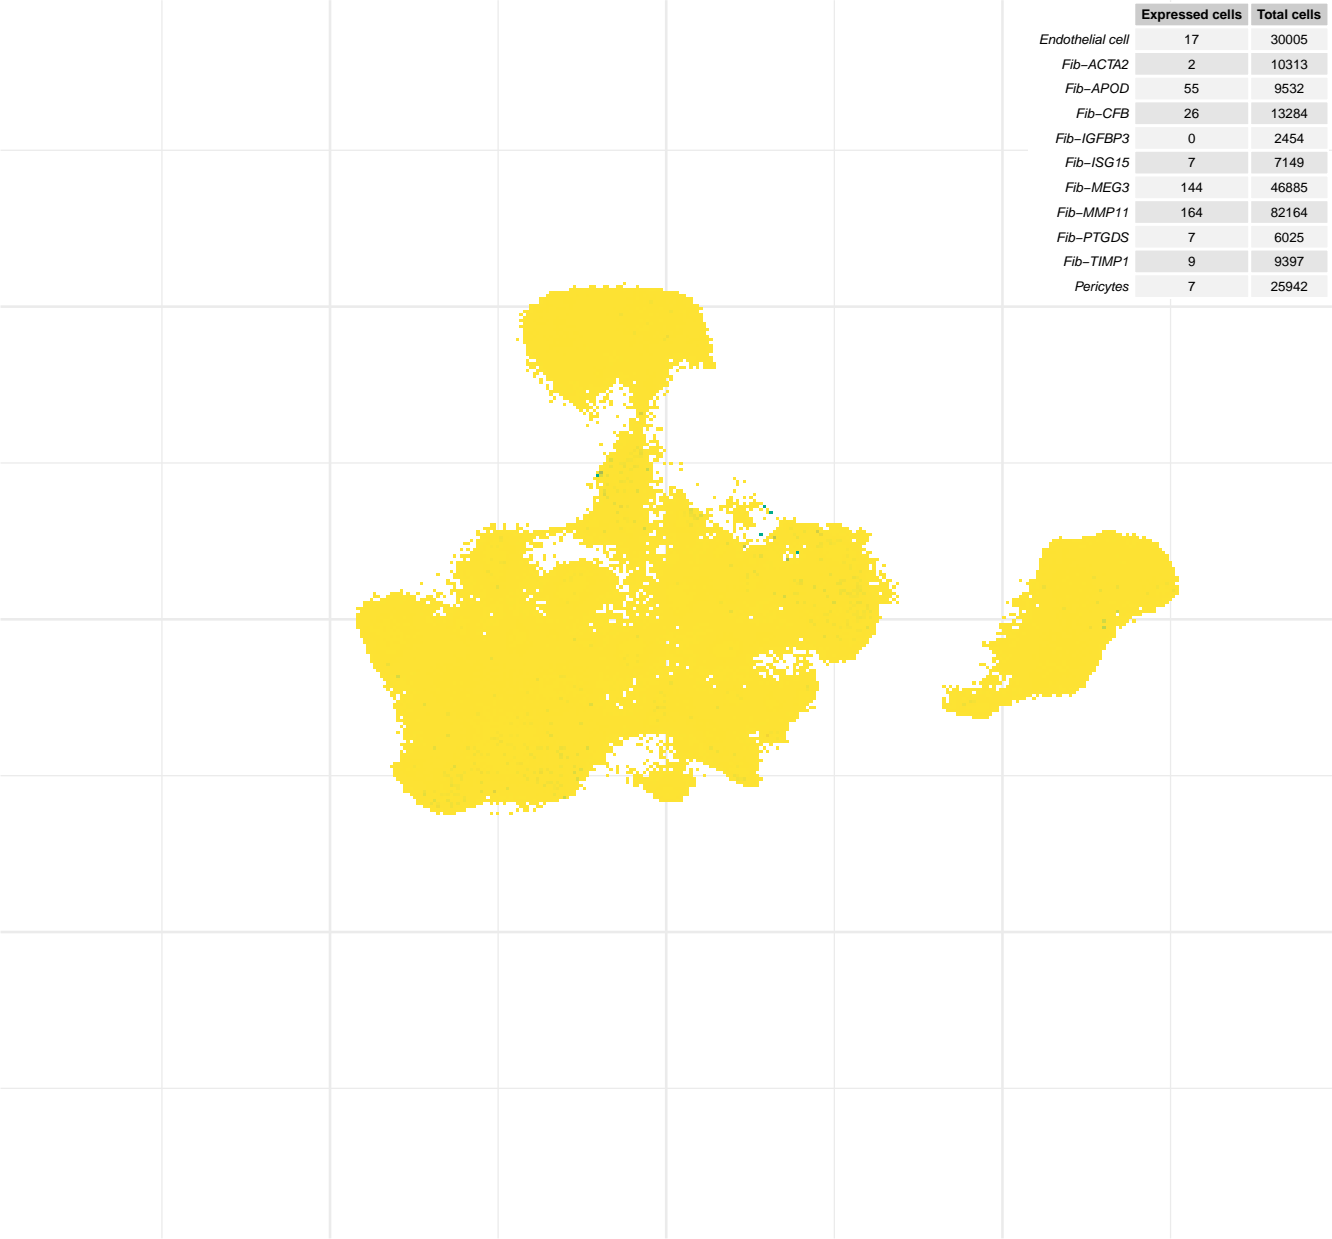 Expressed cells Total cells
Endothelial cell 17 30005
Fib−ACTA2 2 10313
Fib−APOD 55 9532
Fib−CFB 26 13284
Fib−IGFBP3 0 2454
Fib−ISG15 7 7149
Fib−MEG3 144 46885
Fib−MMP11 164 82164
Fib−PTGDS 7 6025
Fib−TIMP1 9 9397
Pericytes 7 25942